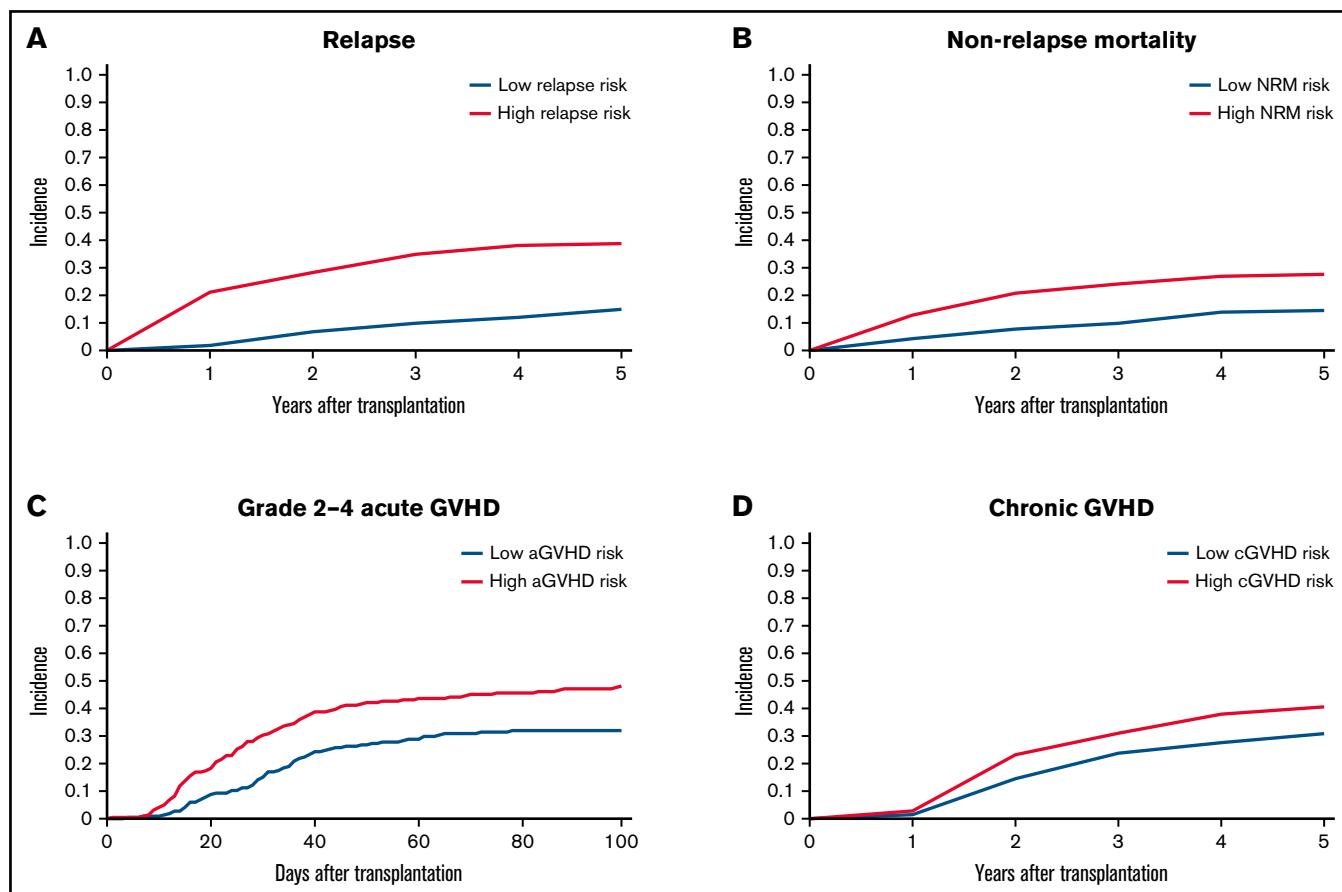 A
Relapse
Low relapse risk
High relapse risk
1.0
0.9
0.8
0.7
0.6
0.5
0.4
0.3
0.2
0.1
0
Incidence
0 1 2 3 4 5
Years after transplantation
B
Non-relapse mortality
Low NRM risk
High NRM risk
1.0
0.9
0.8
0.7
0.6
0.5
0.4
0.3
0.2
0.1
0
Incidence
0 1 2 3 4 5
Years after transplantation
C
Grade 2–4 acute GVHD
Low aGVHD risk
High aGVHD risk
1.0
0.9
0.8
0.7
0.6
0.5
0.4
0.3
0.2
0.1
0
Incidence
0 20 40 60 80 100
Days after transplantation
D
Chronic GVHD
Low cGVHD risk
High cGVHD risk
1.0
0.9
0.8
0.7
0.6
0.5
0.4
0.3
0.2
0.1
0
Incidence
0 1 2 3 4 5
Years after transplantation